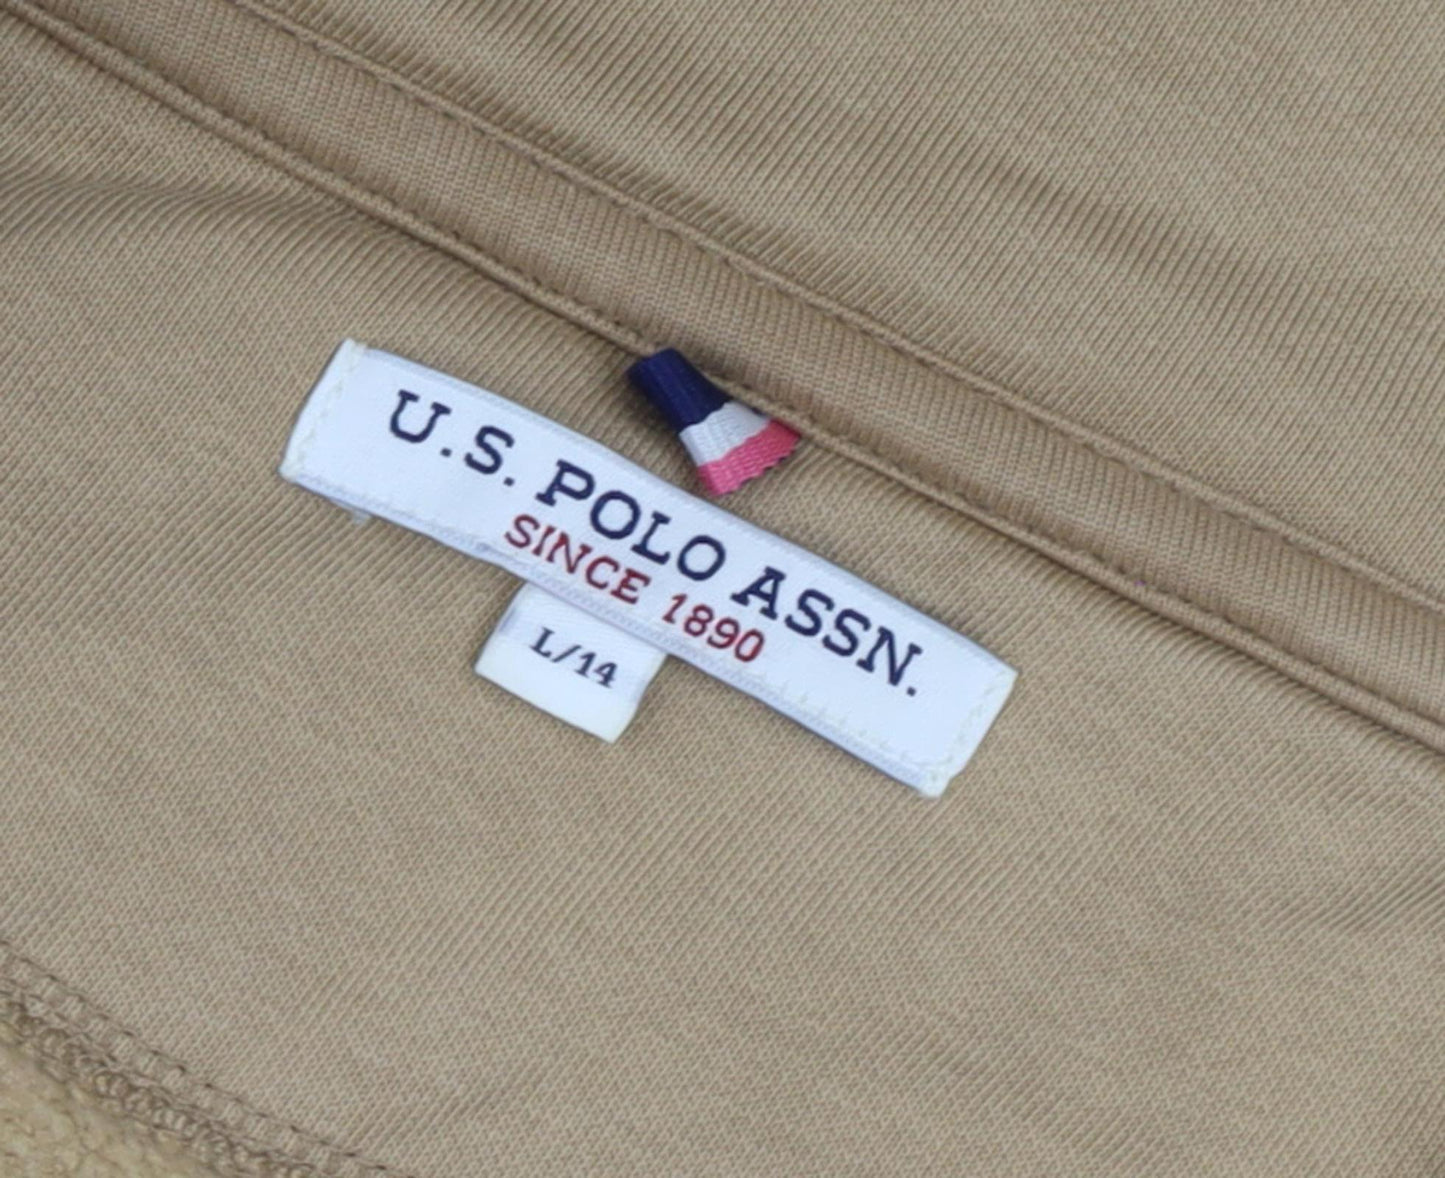 U.S. POLO ASSN.
SINCE 1890
L/14